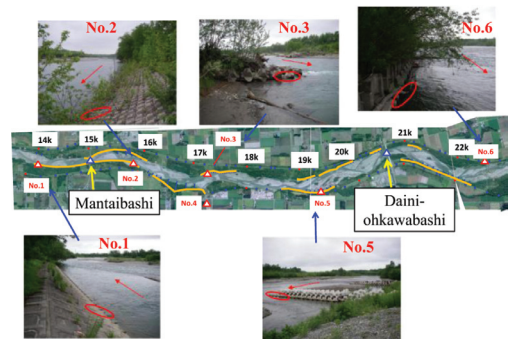 No.2
No.3
No.6
14k
15k
16k
17k
No.3
18k
19k
20k
21k
22k
No.6
No.1
No.2
No.4
No.5
Mantaibashi
Daini-
ohkawabashi
No.1
No.5